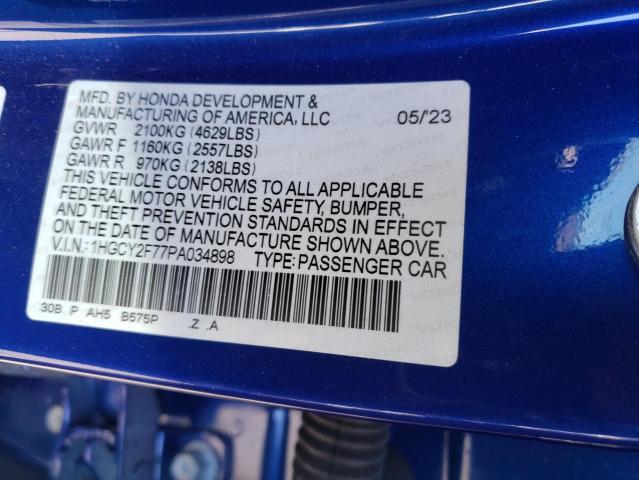 MFD. BY HONDA DEVELOPMENT &
MANUFACTURING OF AMERICA, LLC 05/'23
GVWR 2100KG (4629LBS)
GAWR F 1160KG (2557LBS)
GAWR R 970KG (2138LBS)
THIS VEHICLE CONFORMS TO ALL APPLICABLE
FEDERAL MOTOR VEHICLE SAFETY, BUMPER,
AND THEFT PREVENTION STANDARDS IN EFFECT
ON THE DATE OF MANUFACTURE SHOWN ABOVE.
V.I.N.: 1HGCY2F77PA034898 TYPE: PASSENGER CAR
30B P AH5 B575P .Z .A